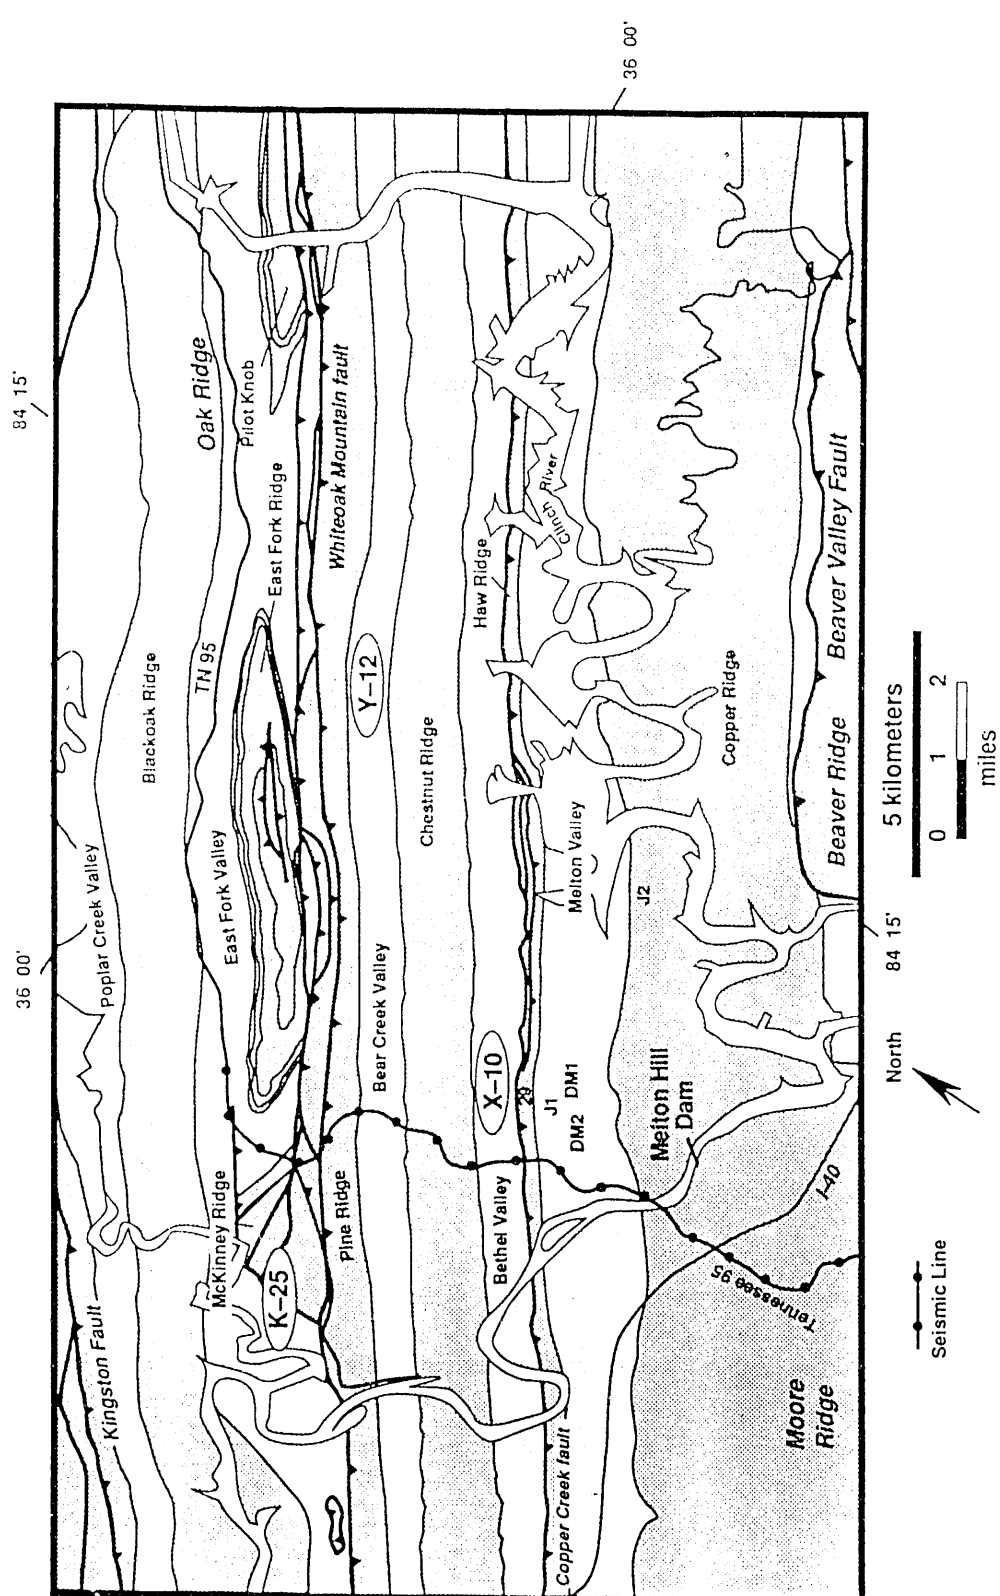 36 00'
84 15'
Oak Ridge
Pilot Knob
Whiteoak Mountain fault
East Fork Ridge
Clinch River
Haw Ridge
Beaver Valley Fault
TN 95
Blackoak Ridge
Y-12
Copper Ridge
Chestnut Ridge
Beaver Ridge
5 kilometers
0 1 2
miles
East Fork Valley
Poplar Creek Valley
Melton Valley
J2
84 15'
36 00'
Bear Creek Valley
X-10
29
J1
DM1
DM2
Melton Hill
Dam
North
McKinney Ridge
Pine Ridge
Bethel Valley
I-40
K-25
Tennessee 95
Seismic Line
Kingston Fault
Moore
Ridge
Copper Creek fault